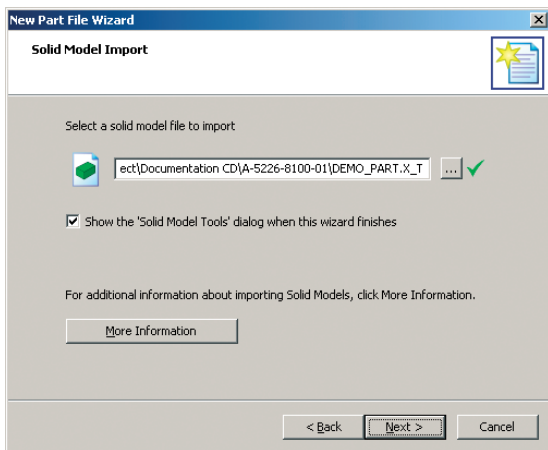 New Part File Wizard
Solid Model Import
Select a solid model file to import
ect\Documentation CD\A-5226-8100-01\DEMO_PART.X_T
...
Show the 'Solid Model Tools' dialog when this wizard finishes
For additional information about importing Solid Models, click More Information.
More Information
< Back
Next >
Cancel